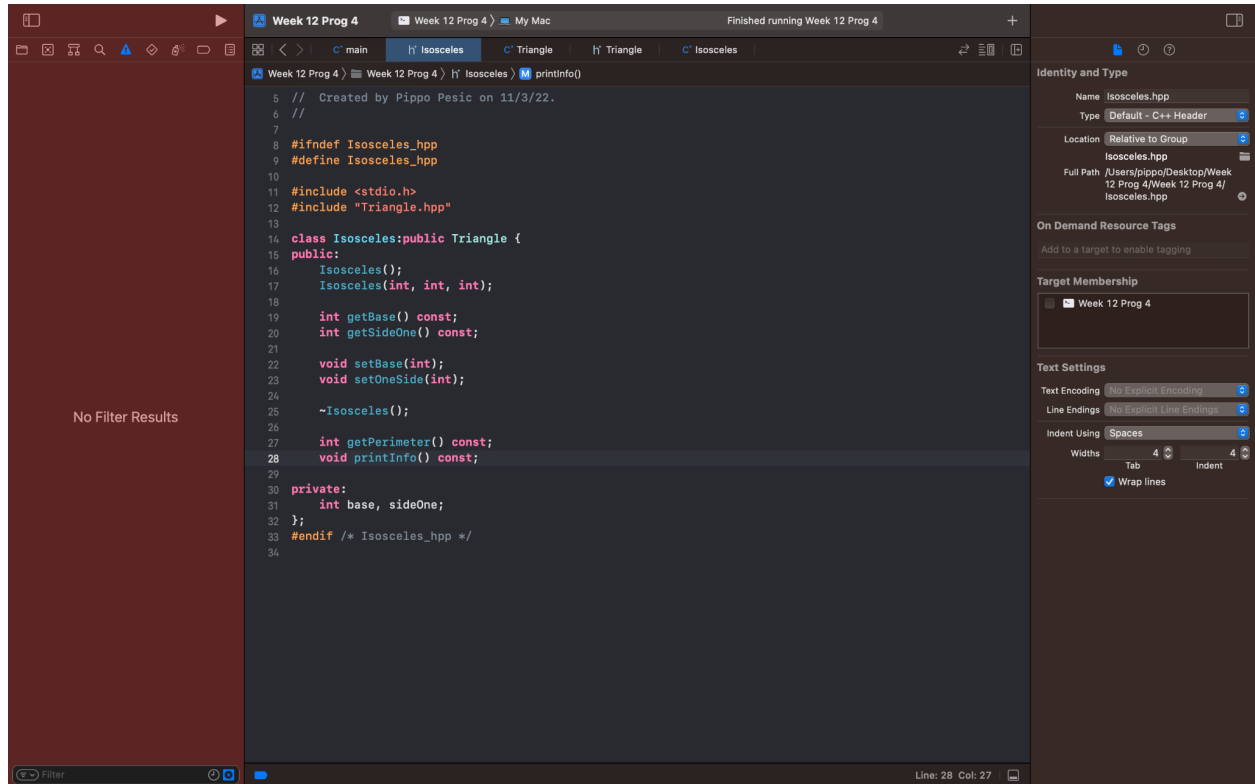 Week 12 Prog 4
Week 12 Prog 4 〉 My Mac
Finished running Week 12 Prog 4
main
Isosceles
Triangle
Triangle
Isosceles
Week 12 Prog 4 〉 Week 12 Prog 4 〉 Isosceles 〉 M printInfo()
No Filter Results
Filter
5 //  Created by Pippo Pesic on 11/3/22.
6 //
7
8 #ifndef Isosceles_hpp
9 #define Isosceles_hpp
10
11 #include <stdio.h>
12 #include "Triangle.hpp"
13
14 class Isosceles:public Triangle {
15 public:
16     Isosceles();
17     Isosceles(int, int, int);
18
19     int getBase() const;
20     int getSideOne() const;
21
22     void setBase(int);
23     void setOneSide(int);
24
25     ~Isosceles();
26
27     int getPerimeter() const;
28     void printInfo() const;
29
30 private:
31     int base, sideOne;
32 };
33 #endif /* Isosceles_hpp */
34
Line: 28 Col: 27
Identity and Type
Name Isosceles.hpp
Type Default - C++ Header
Location Relative to Group
Isosceles.hpp
Full Path /Users/pippo/Desktop/Week
12 Prog 4/Week 12 Prog 4/
Isosceles.hpp
On Demand Resource Tags
Add to a target to enable tagging
Target Membership
Week 12 Prog 4
Text Settings
Text Encoding No Explicit Encoding
Line Endings No Explicit Line Endings
Indent Using Spaces
Widths 4 4
Tab Indent
Wrap lines